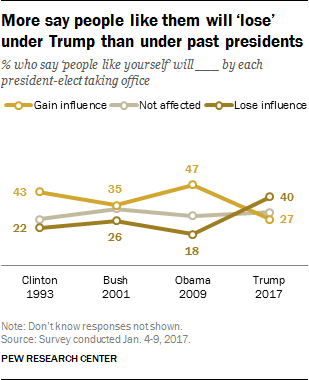 More say people like them will ‘lose’
under Trump than under past presidents
% who say ‘people like yourself’ will ___ by each
president-elect taking office
Gain influence Not affected Lose influence
43 35 47 40
22 26 18 27
Clinton Bush Obama Trump
1993 2001 2009 2017
Note: Don’t know responses not shown.
Source: Survey conducted Jan. 4-9, 2017.
PEW RESEARCH CENTER